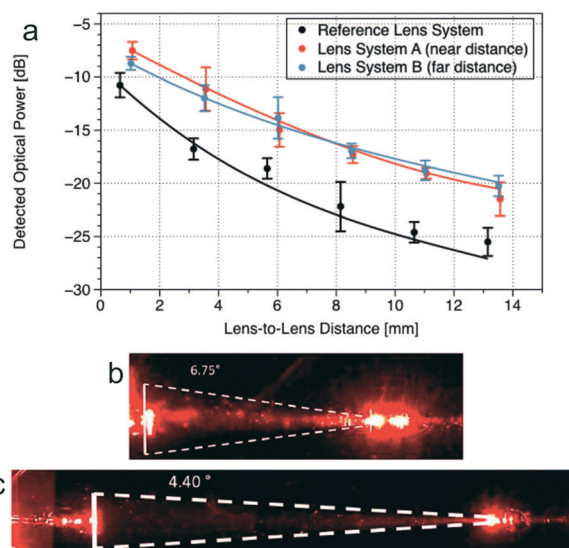 a
Reference Lens System
Lens System A (near distance)
Lens System B (far distance)
Detected Optical Power [dB]
−5
−10
−15
−20
−25
−30
0 2 4 6 8 10 12 14
Lens-to-Lens Distance [mm]
b
6.75°
c
4.40 °